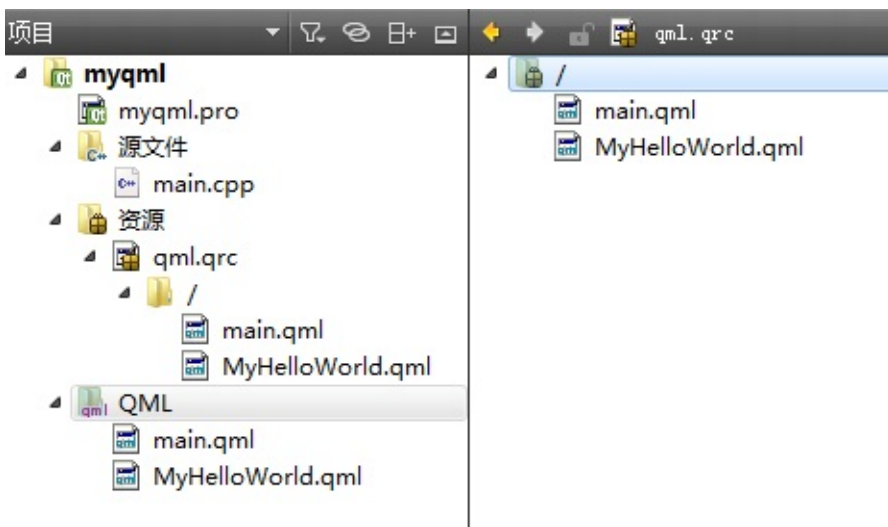 项目
myqml
myqml.pro
源文件
main.cpp
资源
qml.qrc
/
main.qml
MyHelloWorld.qml
QML
main.qml
MyHelloWorld.qml
qml.qrc
/
main.qml
MyHelloWorld.qml